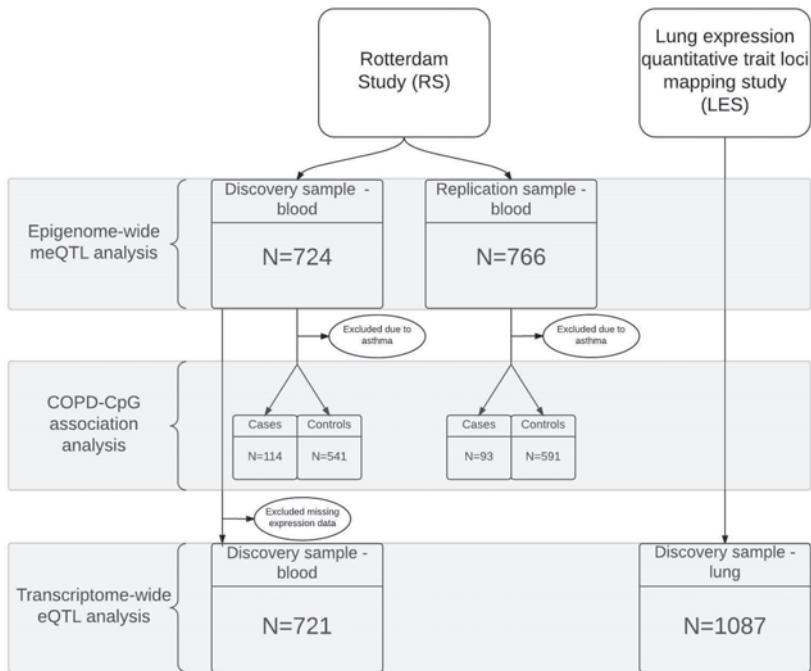 Rotterdam
Study (RS)
Lung expression
quantitative trait loci
mapping study
(LES)
Epigenome-wide
meQTL analysis
Discovery sample -
blood
N=724
Replication sample -
blood
N=766
Excluded due to
asthma
Excluded due to
asthma
COPD-CpG
association
analysis
Cases
Controls
N=114
N=541
Cases
Controls
N=93
N=591
Excluded missing
expression data
Transcriptome-wide
eQTL analysis
Discovery sample -
blood
N=721
Discovery sample -
lung
N=1087